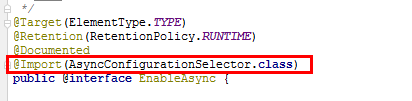 */
@Target(ElementType.TYPE)
@Retention(RetentionPolicy.RUNTIME)
@Documented
@Import(AsyncConfigurationSelector.class)
public @interface EnableAsync {